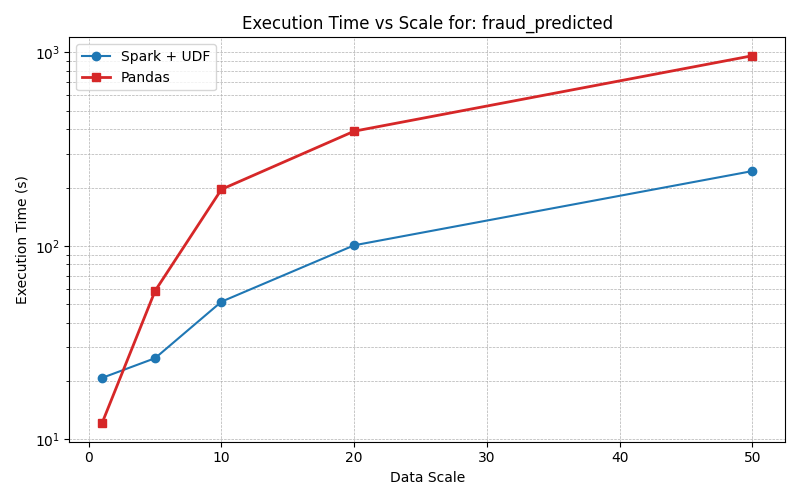 Execution Time vs Scale for: fraud_predicted
Spark + UDF
Pandas
Execution Time (s)
10³
10²
10¹
0 10 20 30 40 50
Data Scale